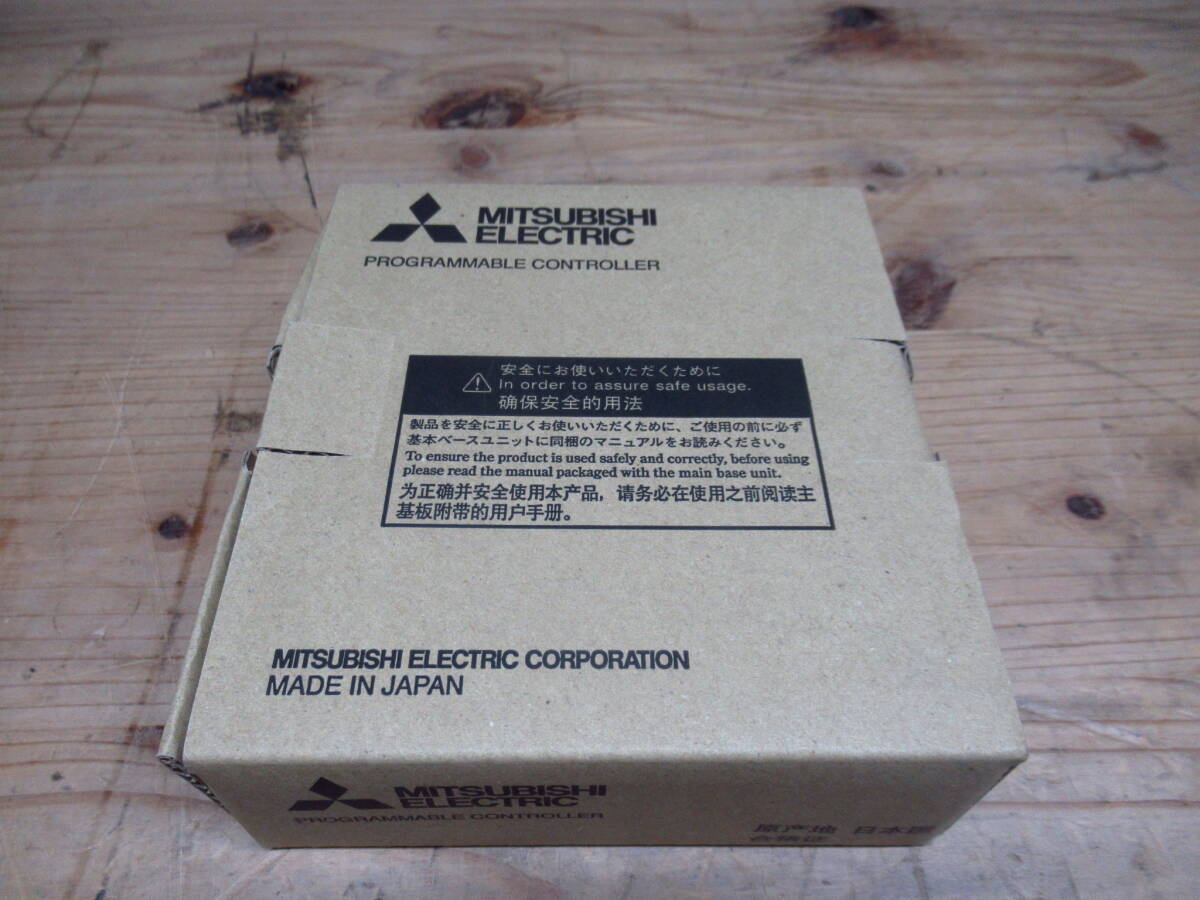 MITSUBISHI
ELECTRIC
PROGRAMMABLE CONTROLLER
安全にお使いいただくために
In order to assure safe usage.
确保安全的用法
製品を安全に正しくお使いいただくために、ご使用の前に必ず
基本ベースユニットに同梱のマニュアルをお読みください。
To ensure the product is used safely and correctly, before using
please read the manual packaged with the main base unit.
为正确并安全使用本产品，请务必在使用之前阅读主
基板附带的用户手册。
MITSUBISHI ELECTRIC CORPORATION
MADE IN JAPAN
MITSUBISHI
ELECTRIC
PROGRAMMABLE CONTROLLER
原产地 日本国
合格证